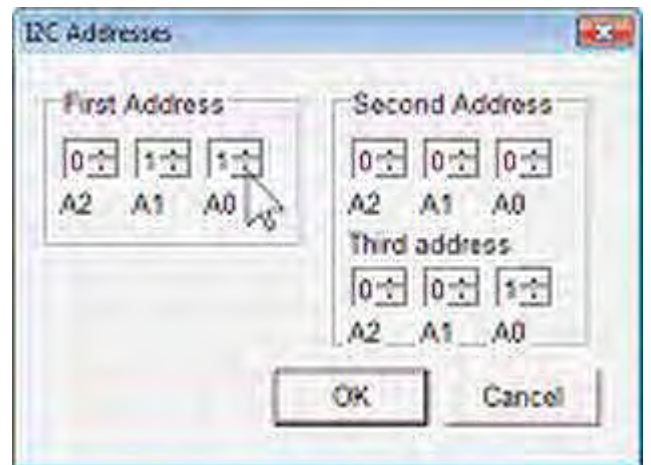 I2C Addresses
First Address
0 1 1
A2 A1 A0
Second Address
0 0 0
A2 A1 A0
Third address
0 0 1
A2 A1 A0
OK Cancel